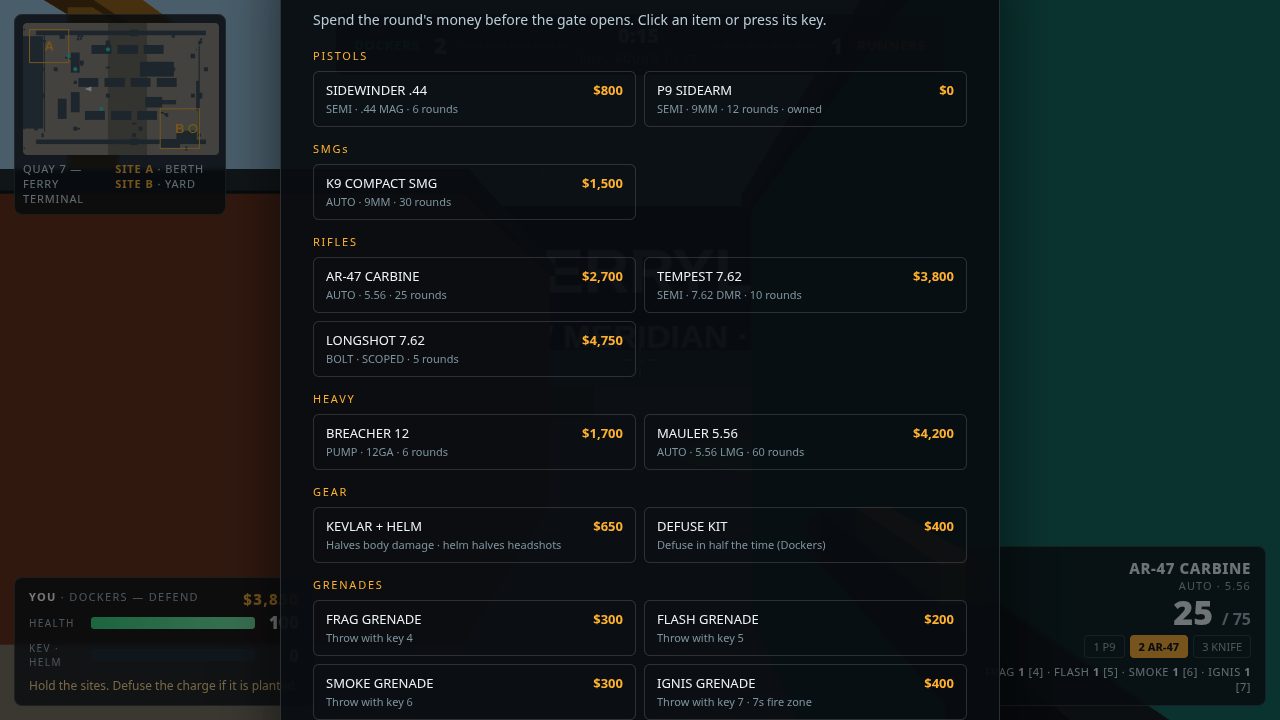 Spend the round's money before the gate opens. Click an item or press its key.
DOCKERS 2 0:15 1 RUNNERS
A
B
QUAY 7 — FERRY TERMINAL
SITE A · BERTH
SITE B · YARD
PISTOLS
SIDEWINDER .44 $800
SEMI · .44 MAG · 6 rounds
P9 SIDEARM $0
SEMI · 9MM · 12 rounds · owned
SMGs
K9 COMPACT SMG $1,500
AUTO · 9MM · 30 rounds
RIFLES
AR-47 CARBINE $2,700
AUTO · 5.56 · 25 rounds
TEMPEST 7.62 $3,800
SEMI · 7.62 DMR · 10 rounds
LONGSHOT 7.62 $4,750
BOLT · SCOPED · 5 rounds
MERIDIAN ·
HEAVY
BREACHER 12 $1,700
PUMP · 12GA · 6 rounds
MAULER 5.56 $4,200
AUTO · 5.56 LMG · 60 rounds
GEAR
KEVLAR + HELM $650
Halves body damage · helm halves headshots
DEFUSE KIT $400
Defuse in half the time (Dockers)
GRENADES
FRAG GRENADE $300
Throw with key 4
FLASH GRENADE $200
Throw with key 5
SMOKE GRENADE $300
Throw with key 6
IGNIS GRENADE $400
Throw with key 7 · 7s fire zone
YOU · DOCKERS — DEFEND
HEALTH 100
KEV · HELM 0
Hold the sites. Defuse the charge if it is
AR-47 CARBINE
AUTO · 5.56
25 / 75
1 P9 2 AR-47 3 KNIFE
1 [4] · FLASH 1 [5] · SMOKE 1 [6] · IGNIS 1
[7]